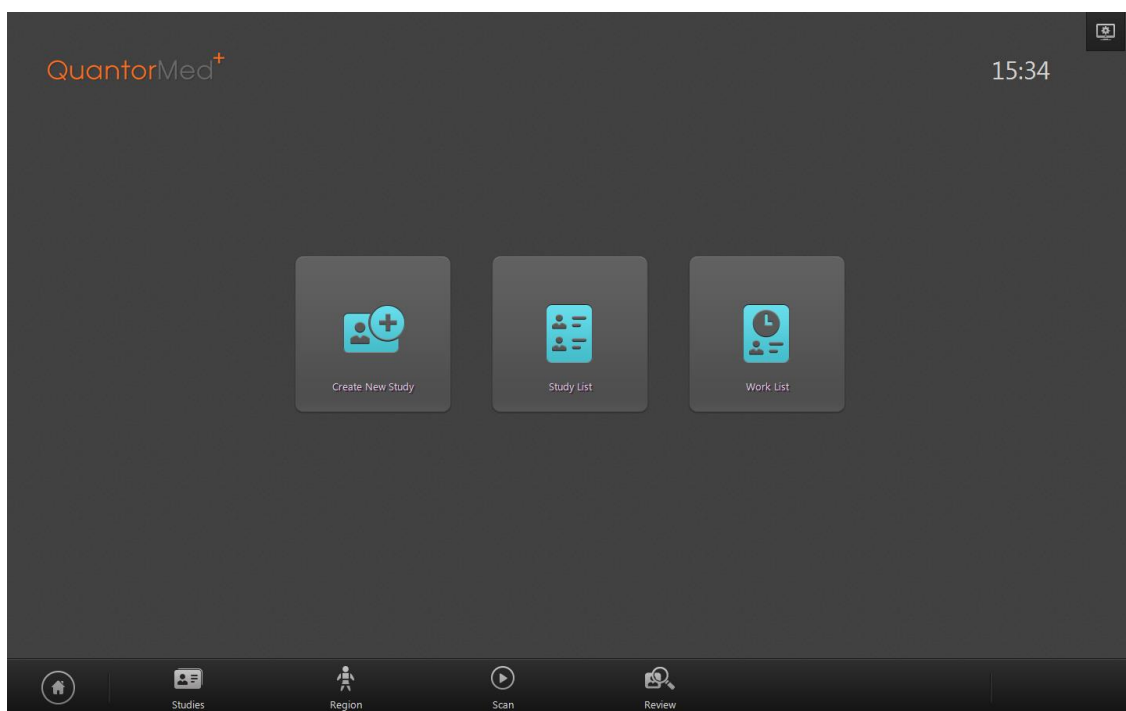 QuantorMed+
15:34
Create New Study
Study List
Work List
Studies
Region
Scan
Review